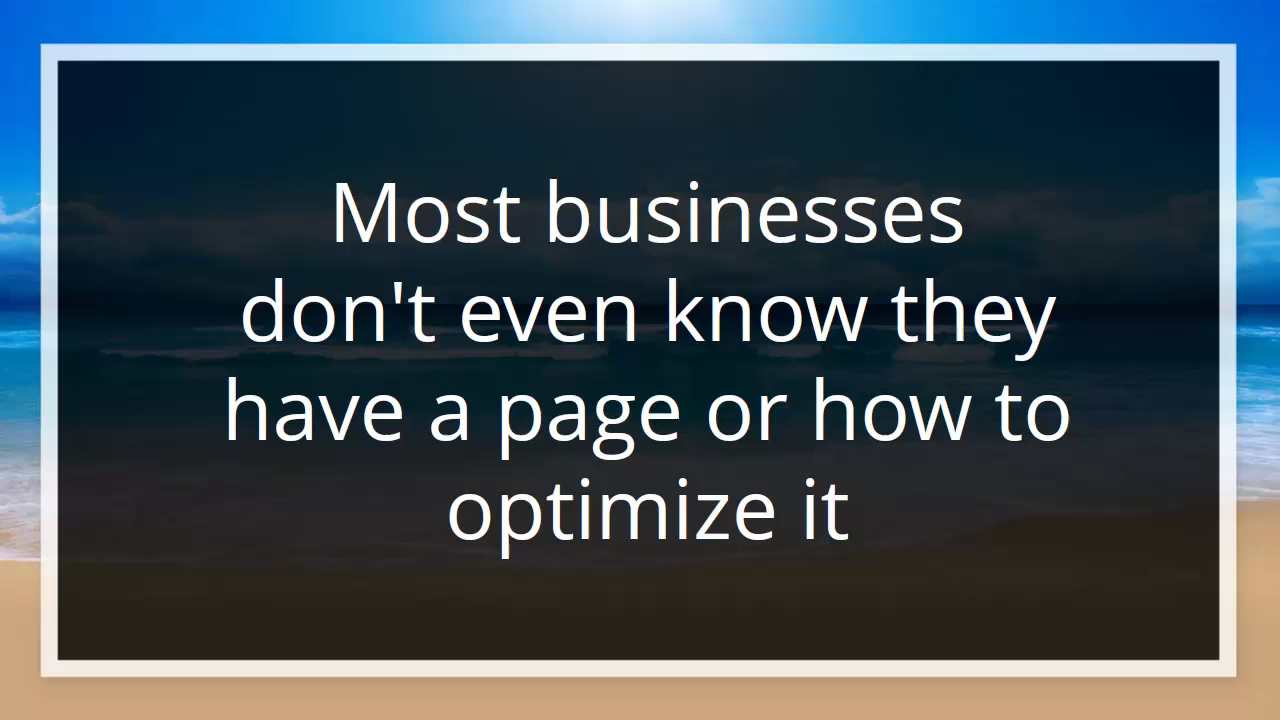 Most businesses
don't even know they
have a page or how to
optimize it